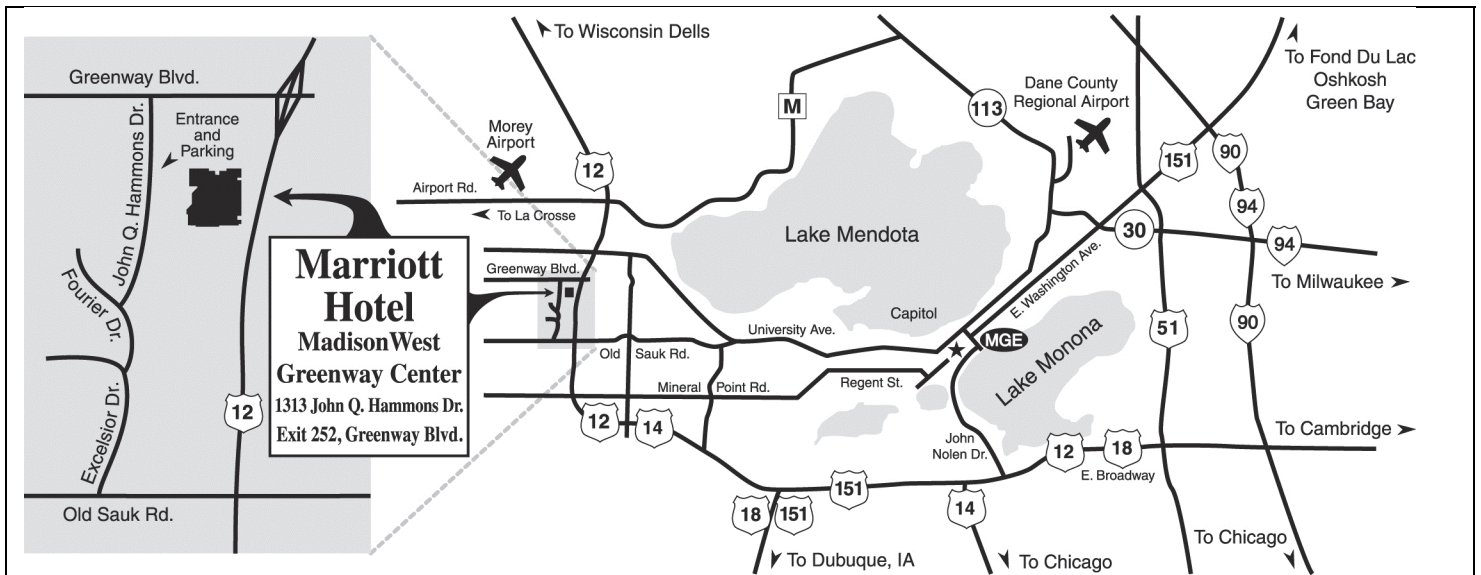 Greenway Blvd.
John Q. Hammons Dr.
Entrance
and
Parking
Fourier Dr.
Excelsior Dr.
12
Old Sauk Rd.
Marriott
Hotel
MadisonWest
Greenway Center
1313 John Q. Hammons Dr.
Exit 252, Greenway Blvd.
To Wisconsin Dells
Morey
Airport
12
Airport Rd.
To La Crosse
Greenway Blvd.
M
113
Dane County
Regional Airport
To Fond Du Lac
Oshkosh
Green Bay
151
90
94
30
94
To Milwaukee
Lake Mendota
E. Washington Ave.
Capitol
MGE
Lake Monona
51
90
University Ave.
Old Sauk Rd.
Mineral Point Rd.
Regent St.
12
14
John
Nolen Dr.
12
18
E. Broadway
To Cambridge
151
18
151
14
To Dubuque, IA
To Chicago
To Chicago